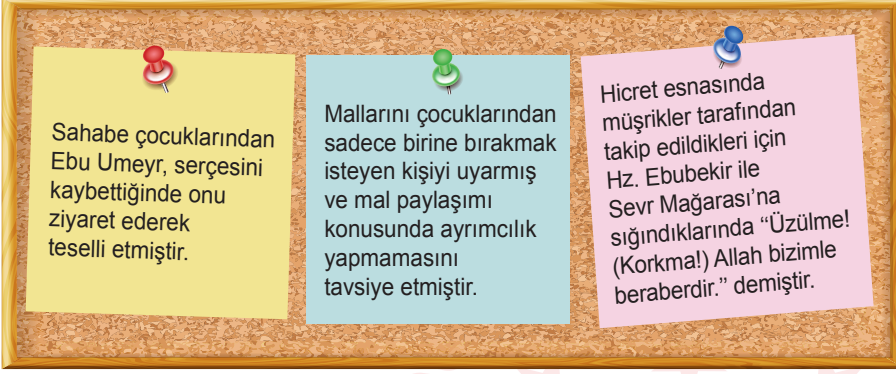 Sahabe çocuklarından
Ebu Umeyr, serçesini
kaybettiğinde onu
ziyaret ederek
teselli etmiştir.
Mallarını çocuklarından
sadece birine bırakmak
isteyen kişiyi uyarmış
ve mal paylaşımı
konusunda ayrımcılık
yapmamasını
tavsiye etmiştir.
Hicret esnasında
müşrikler tarafından
takip edildikleri için
Hz. Ebubekir ile
Sevr Mağarası’na
sığındıklarında “Üzülme!
(Korkma!) Allah bizimle
beraberdir.” demiştir.